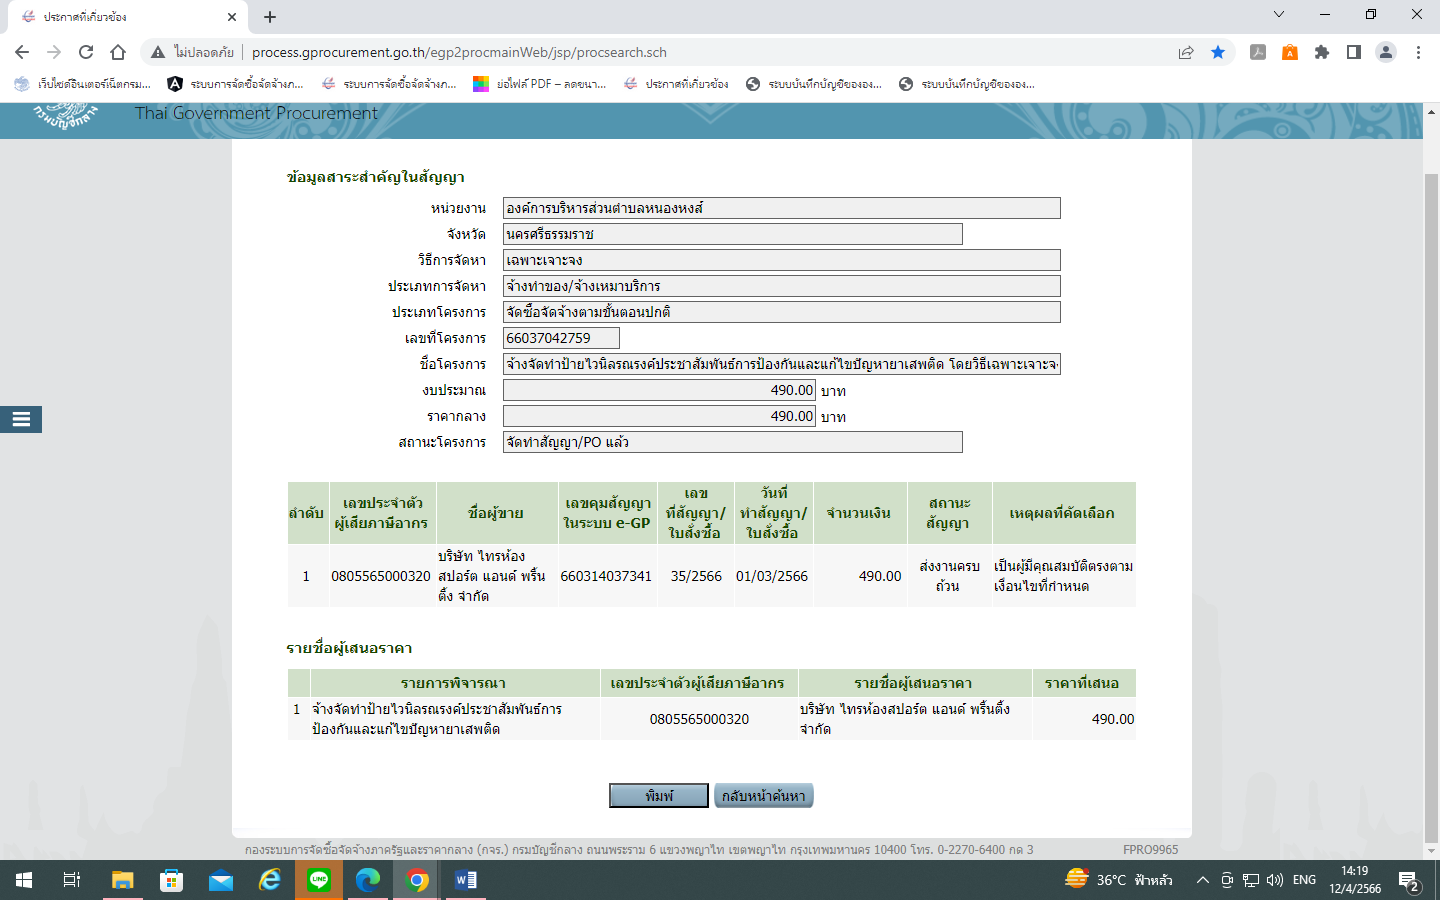 ประกาศที่เกี่ยวข้อง
ไม่ปลอดภัย process.gprocurement.go.th/egp2procmainWeb/jsp/procsearch.sch
เว็บไซต์อินเตอร์เน็ตกรม... ระบบการจัดซื้อจัดจ้างภ... ระบบการจัดซื้อจัดจ้างภ... ย่อไฟล์ PDF – ลดขนา... ประกาศที่เกี่ยวข้อง ระบบบันทึกบัญชีขององ... ระบบบันทึกบัญชีขององ...
กรมบัญชีกลาง
Thai Government Procurement
ข้อมูลสาระสำคัญในสัญญา
หน่วยงาน องค์การบริหารส่วนตำบลหนองหงส์
จังหวัด นครศรีธรรมราช
วิธีการจัดหา เฉพาะเจาะจง
ประเภทการจัดหา จ้างทำของ/จ้างเหมาบริการ
ประเภทโครงการ จัดซื้อจัดจ้างตามขั้นตอนปกติ
เลขที่โครงการ 66037042759
ชื่อโครงการ จ้างจัดทำป้ายไวนิลรณรงค์ประชาสัมพันธ์การป้องกันและแก้ไขปัญหายาเสพติด โดยวิธีเฉพาะเจาะจ
งบประมาณ 490.00 บาท
ราคากลาง 490.00 บาท
สถานะโครงการ จัดทำสัญญา/PO แล้ว
ลำดับ เลขประจำตัว ผู้เสียภาษีอากร ชื่อผู้ขาย เลขคุมสัญญา ในระบบ e-GP เลข ที่สัญญา/ ใบสั่งซื้อ วันที่ ทำสัญญา/ ใบสั่งซื้อ จำนวนเงิน สถานะ สัญญา เหตุผลที่คัดเลือก
1 0805565000320 บริษัท ไทรห้อง สปอร์ต แอนด์ พริ้น ติ้ง จำกัด 660314037341 35/2566 01/03/2566 490.00 ส่งงานครบ ถ้วน เป็นผู้มีคุณสมบัติตรงตาม เงื่อนไขที่กำหนด
รายชื่อผู้เสนอราคา
รายการพิจารณา เลขประจำตัวผู้เสียภาษีอากร รายชื่อผู้เสนอราคา ราคาที่เสนอ
1 จ้างจัดทำป้ายไวนิลรณรงค์ประชาสัมพันธ์การ ป้องกันและแก้ไขปัญหายาเสพติด 0805565000320 บริษัท ไทรห้องสปอร์ต แอนด์ พริ้นติ้ง จำกัด 490.00
พิมพ์ กลับหน้าค้นหา
กองระบบการจัดซื้อจัดจ้างภาครัฐและราคากลาง (กจร.) กรมบัญชีกลาง ถนนพระราม 6 แขวงพญาไท เขตพญาไท กรุงเทพมหานคร 10400 โทร. 0-2270-6400 กด 3 FPRO9965
LINE 36°C ฟ้าหลัว ENG 14:19
12/4/2566 2